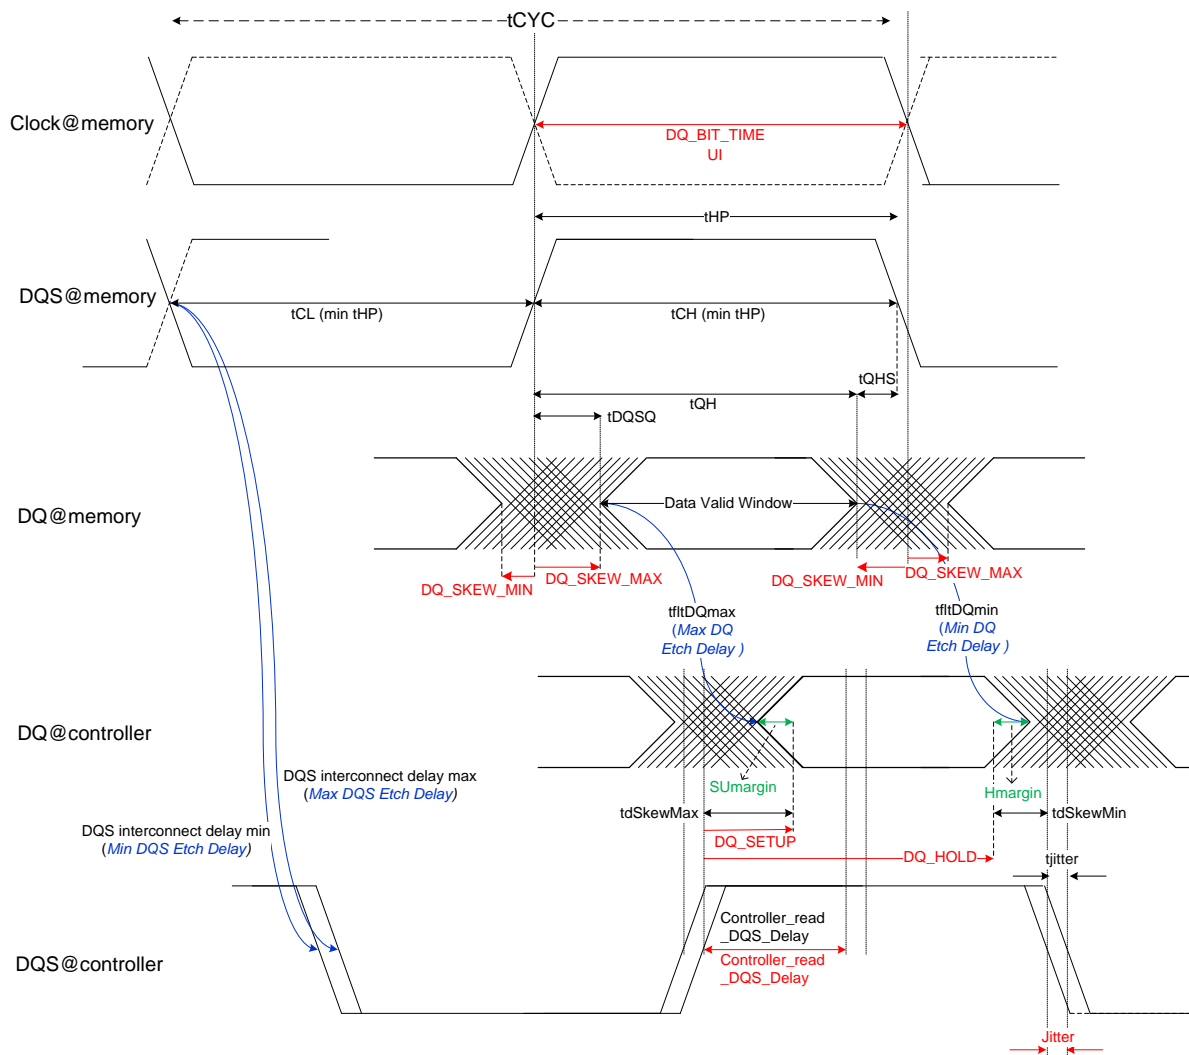 tCYC
Clock@memory
DQ_BIT_TIME
UI
tHP
DQS@memory
tCL (min tHP)
tCH (min tHP)
tQHS
tQH
tDQSQ
DQ@memory
Data Valid Window
DQ_SKEW_MIN
DQ_SKEW_MAX
DQ_SKEW_MIN
DQ_SKEW_MAX
tfltDQmax
(Max DQ
Etch Delay )
tfltDQmin
(Min DQ
Etch Delay )
DQ@controller
SUmargin
Hmargin
DQS interconnect delay max
(Max DQS Etch Delay)
tdSkewMax
tdSkewMin
DQS interconnect delay min
(Min DQS Etch Delay)
DQ_SETUP
DQ_HOLD
tjitter
Controller_read
_DQS_Delay
DQS@controller
Controller_read
_DQS_Delay
Jitter